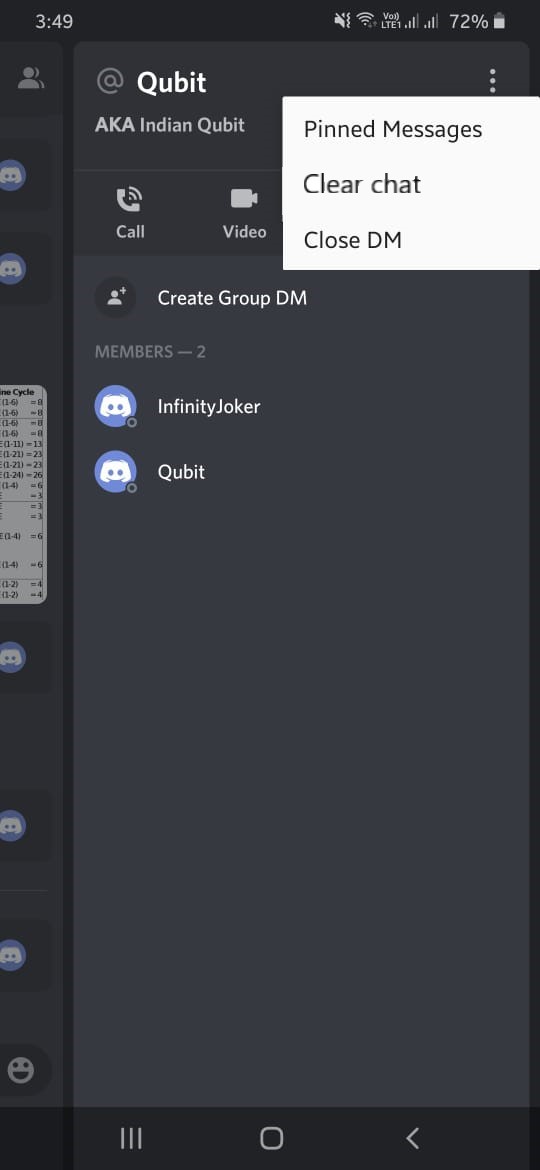 3:49
Vo)) LTE1 72%
@ Qubit
AKA Indian Qubit
Pinned Messages
Clear chat
Close DM
Call
Video
Create Group DM
MEMBERS — 2
InfinityJoker
Qubit
ine Cycle
(1-6) =8
(1-6) =8
(1-6) =8
(1-6) =8
E (1-11) =13
E (1-21) =23
E (1-21) =23
E (1-24) =26
(1-4) =6
E =3
E =3
E =3
E =3
E (1-4) =6
(1-4) =6
(1-2) =4
(1-2) =4